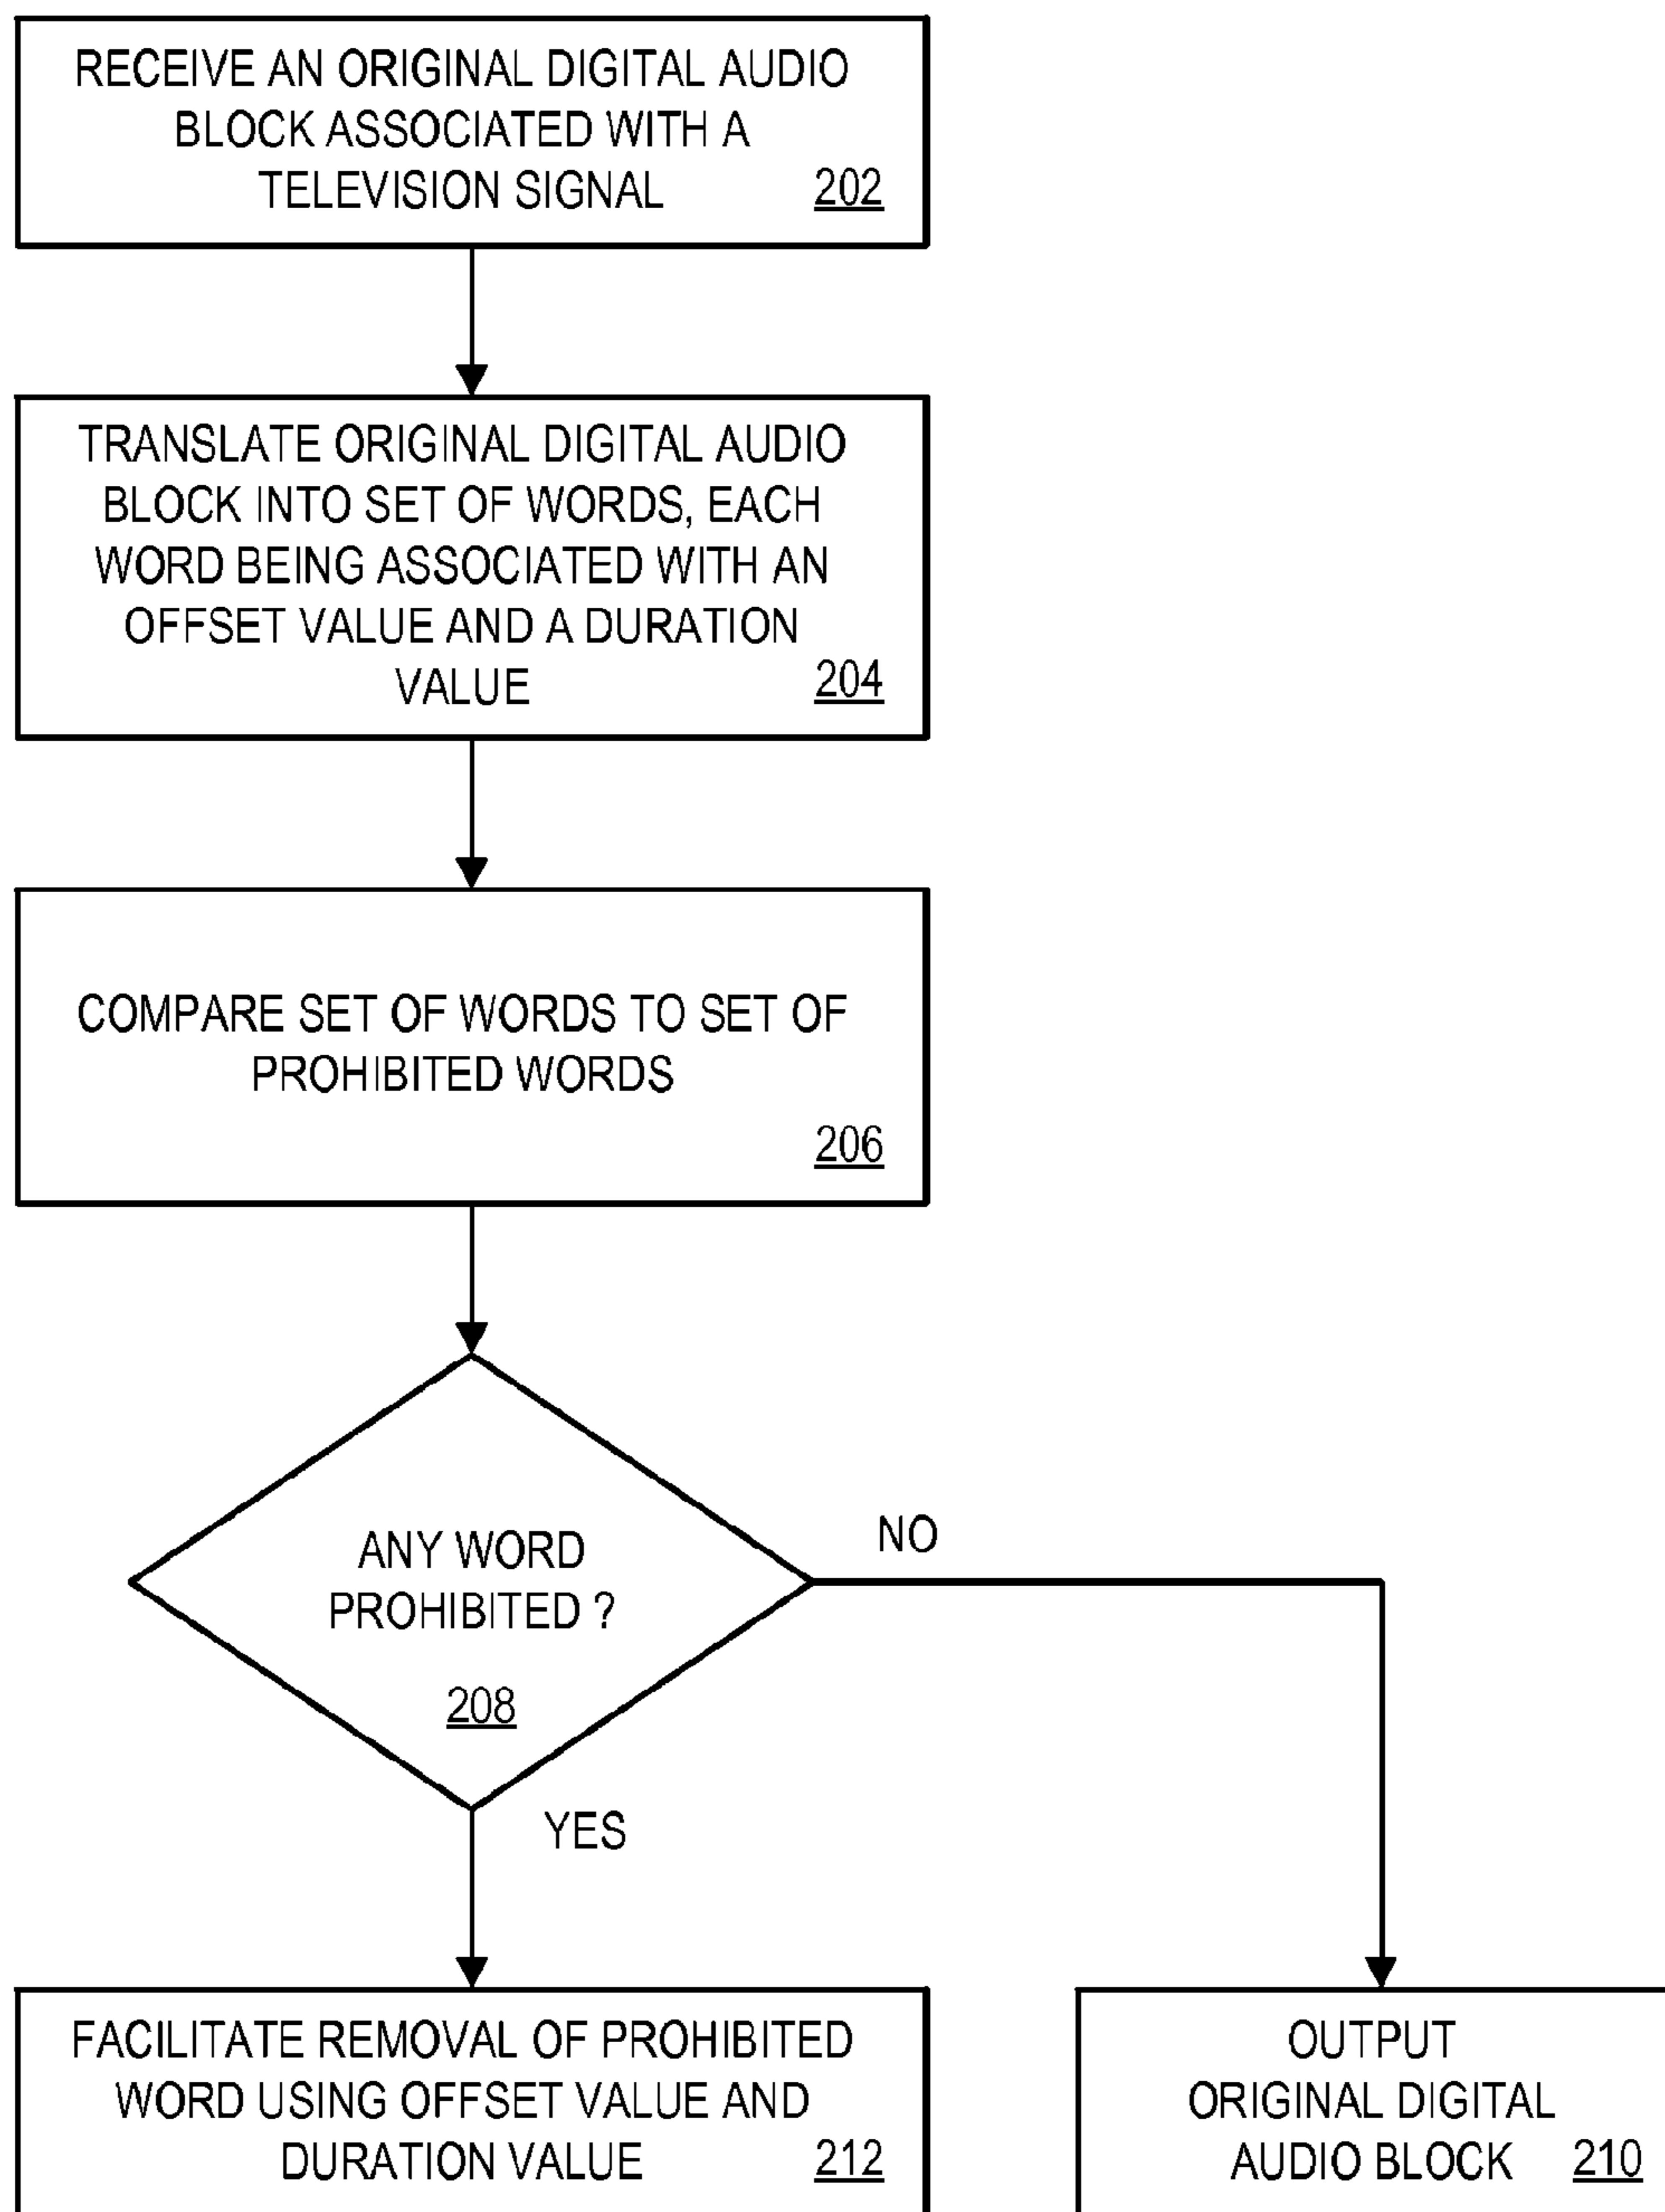 RECEIVE AN ORIGINAL DIGITAL AUDIO
BLOCK ASSOCIATED WITH A
TELEVISION SIGNAL 202
TRANSLATE ORIGINAL DIGITAL AUDIO
BLOCK INTO SET OF WORDS, EACH
WORD BEING ASSOCIATED WITH AN
OFFSET VALUE AND A DURATION
VALUE 204
COMPARE SET OF WORDS TO SET OF
PROHIBITED WORDS
206
ANY WORD
PROHIBITED ?
208
NO
YES
FACILITATE REMOVAL OF PROHIBITED
WORD USING OFFSET VALUE AND
DURATION VALUE 212
OUTPUT
ORIGINAL DIGITAL
AUDIO BLOCK 210